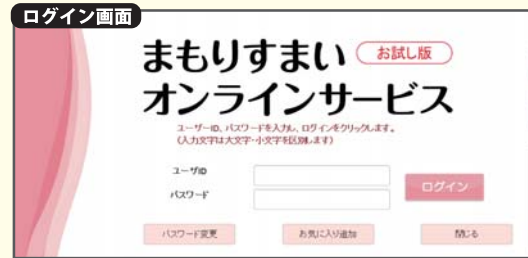 ログイン画面
まもりすまい お試し版
オンラインサービス
ユーザーID、パスワードを入力し、ログインをクリックします。
(入力文字は大文字・小文字を区別します)
ユーザID
パスワード
ログイン
パスワード変更 お気に入り追加 閉じる